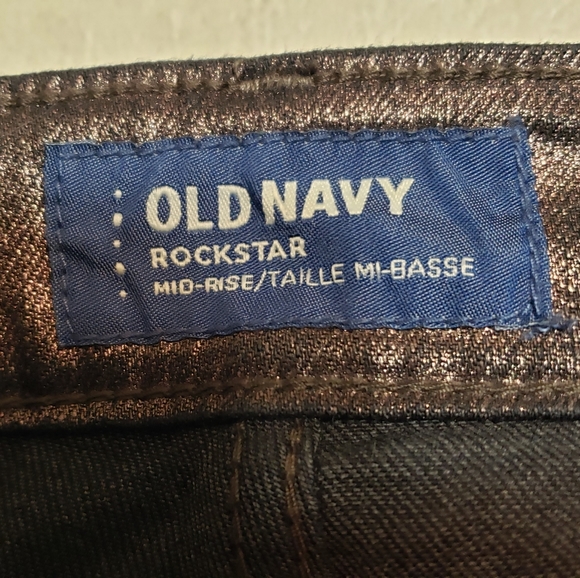 OLD NAVY
ROCKSTAR
MID-RISE/TAILLE MI-BASSE